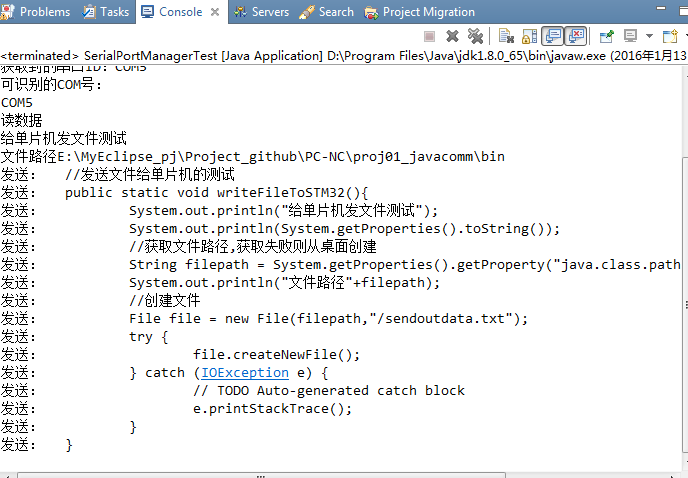 Problems Tasks Console Servers Search Project Migration
<terminated> SerialPortManagerTest [Java Application] D:\Program Files\Java\jdk1.8.0_65\bin\javaw.exe (2016年1月13
获取到的串口ID：COM5
可识别的COM号：
COM5
读数据
给单片机发文件测试
文件路径E:\MyEclipse_pj\Project_github\PC-NC\proj01_javacomm\bin
发送： //发送文件给单片机的测试
发送： public static void writeFileToSTM32(){
发送： System.out.println("给单片机发文件测试");
发送： System.out.println(System.getProperties().toString());
发送： //获取文件路径,获取失败则从桌面创建
发送： String filepath = System.getProperties().getProperty("java.class.path
发送： System.out.println("文件路径"+filepath);
发送： //创建文件
发送： File file = new File(filepath,"/sendoutdata.txt");
发送： try {
发送： file.createNewFile();
发送： } catch (IOException e) {
发送： // TODO Auto-generated catch block
发送： e.printStackTrace();
发送： }
发送： }